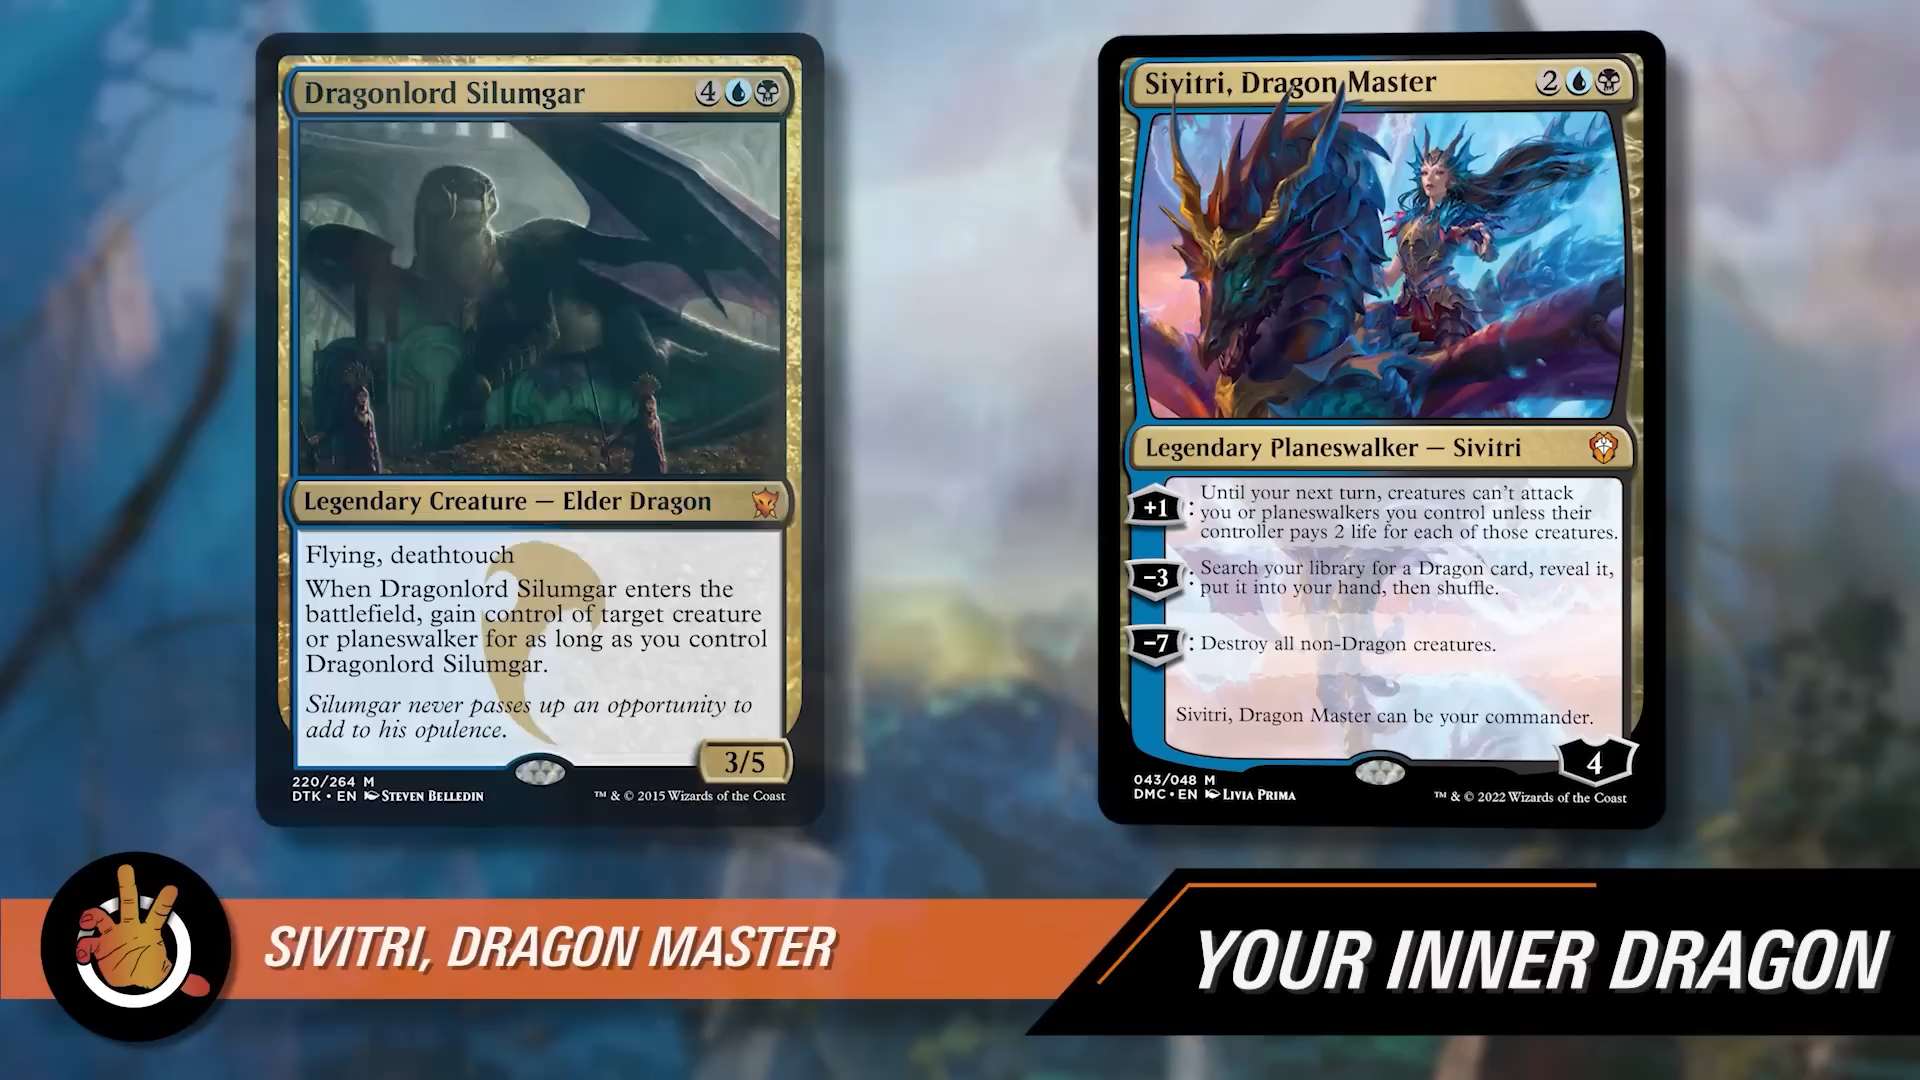 Dragonlord Silumgar 4
Legendary Creature — Elder Dragon
Flying, deathtouch
When Dragonlord Silumgar enters the
battlefield, gain control of target creature
or planeswalker for as long as you control
Dragonlord Silumgar.
Silumgar never passes up an opportunity to
add to his opulence.
3/5
220/264 M
DTK • EN STEVEN BELLEDIN
™ & © 2015 Wizards of the Coast
Sivitri, Dragon Master 2
Legendary Planeswalker — Sivitri
+1 : Until your next turn, creatures can't attack
you or planeswalkers you control unless their
controller pays 2 life for each of those creatures.
−3 : Search your library for a Dragon card, reveal it,
put it into your hand, then shuffle.
−7 : Destroy all non-Dragon creatures.
Sivitri, Dragon Master can be your commander.
4
043/048 M
DMC • EN LIVIA PRIMA
™ & © 2022 Wizards of the Coast
SIVITRI, DRAGON MASTER
YOUR INNER DRAGON